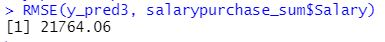 > RMSE(y_pred3, salarypurchase_sum$Salary)
[1] 21764.06